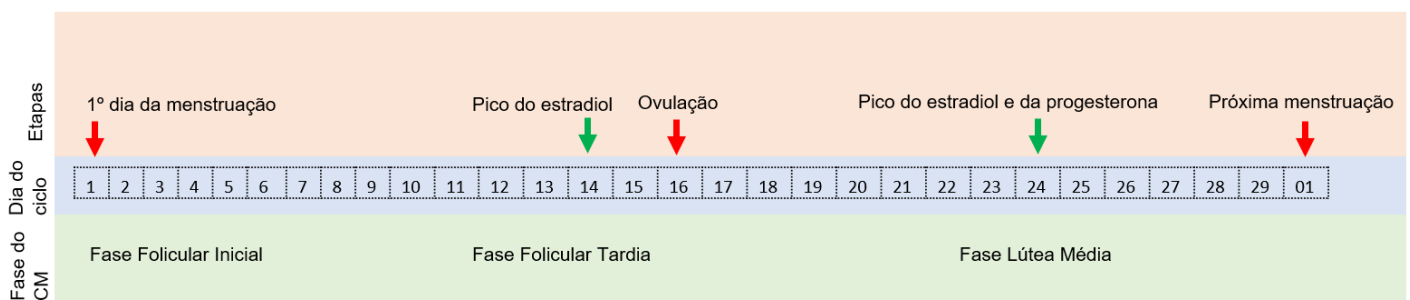 Etapas
1º dia da menstruação
Pico do estradiol
Ovulação
Pico do estradiol e da progesterona
Próxima menstruação
Dia do
ciclo
1 2 3 4 5 6 7 8 9 10 11 12 13 14 15 16 17 18 19 20 21 22 23 24 25 26 27 28 29 01
Fase do
CM
Fase Folicular Inicial
Fase Folicular Tardia
Fase Lútea Média